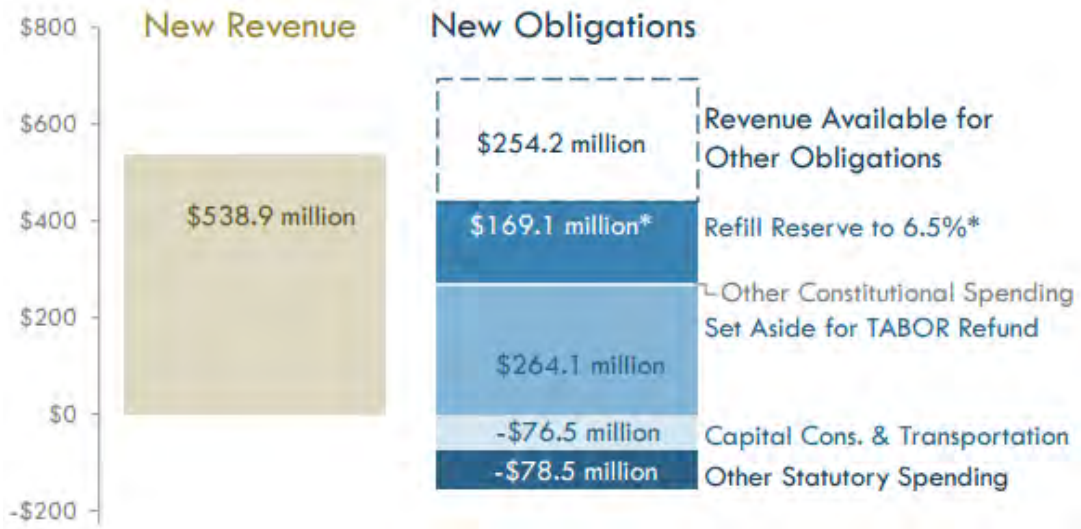 New Revenue
New Obligations
$800
$600
$400
$200
$0
-$200
$538.9 million
$254.2 million
Revenue Available for
Other Obligations
$169.1 million*
Refill Reserve to 6.5%*
Other Constitutional Spending
Set Aside for TABOR Refund
$264.1 million
-$76.5 million
Capital Cons. & Transportation
-$78.5 million
Other Statutory Spending